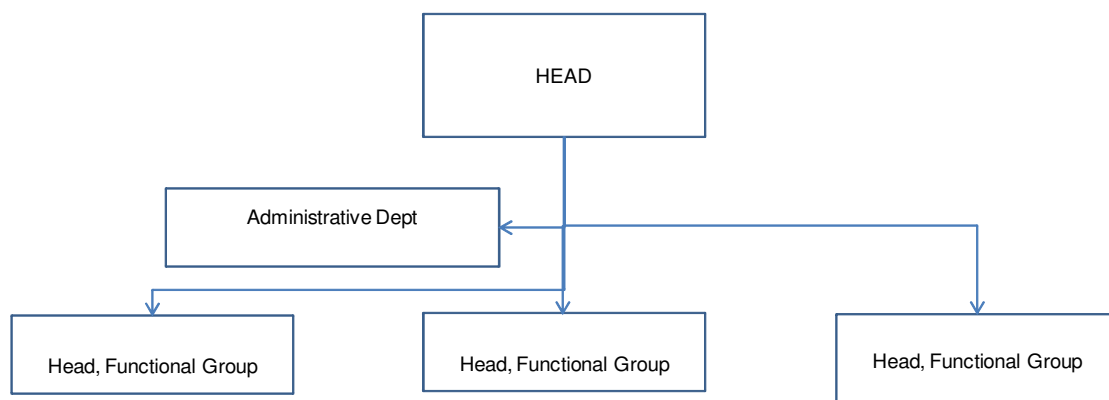 HEAD
Administrative Dept
Head, Functional Group
Head, Functional Group
Head, Functional Group